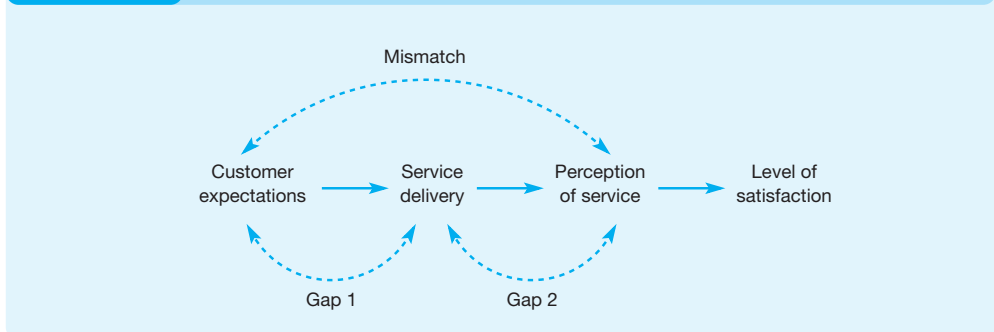 Mismatch
Customer
expectations
Service
delivery
Perception
of service
Level of
satisfaction
Gap 1
Gap 2